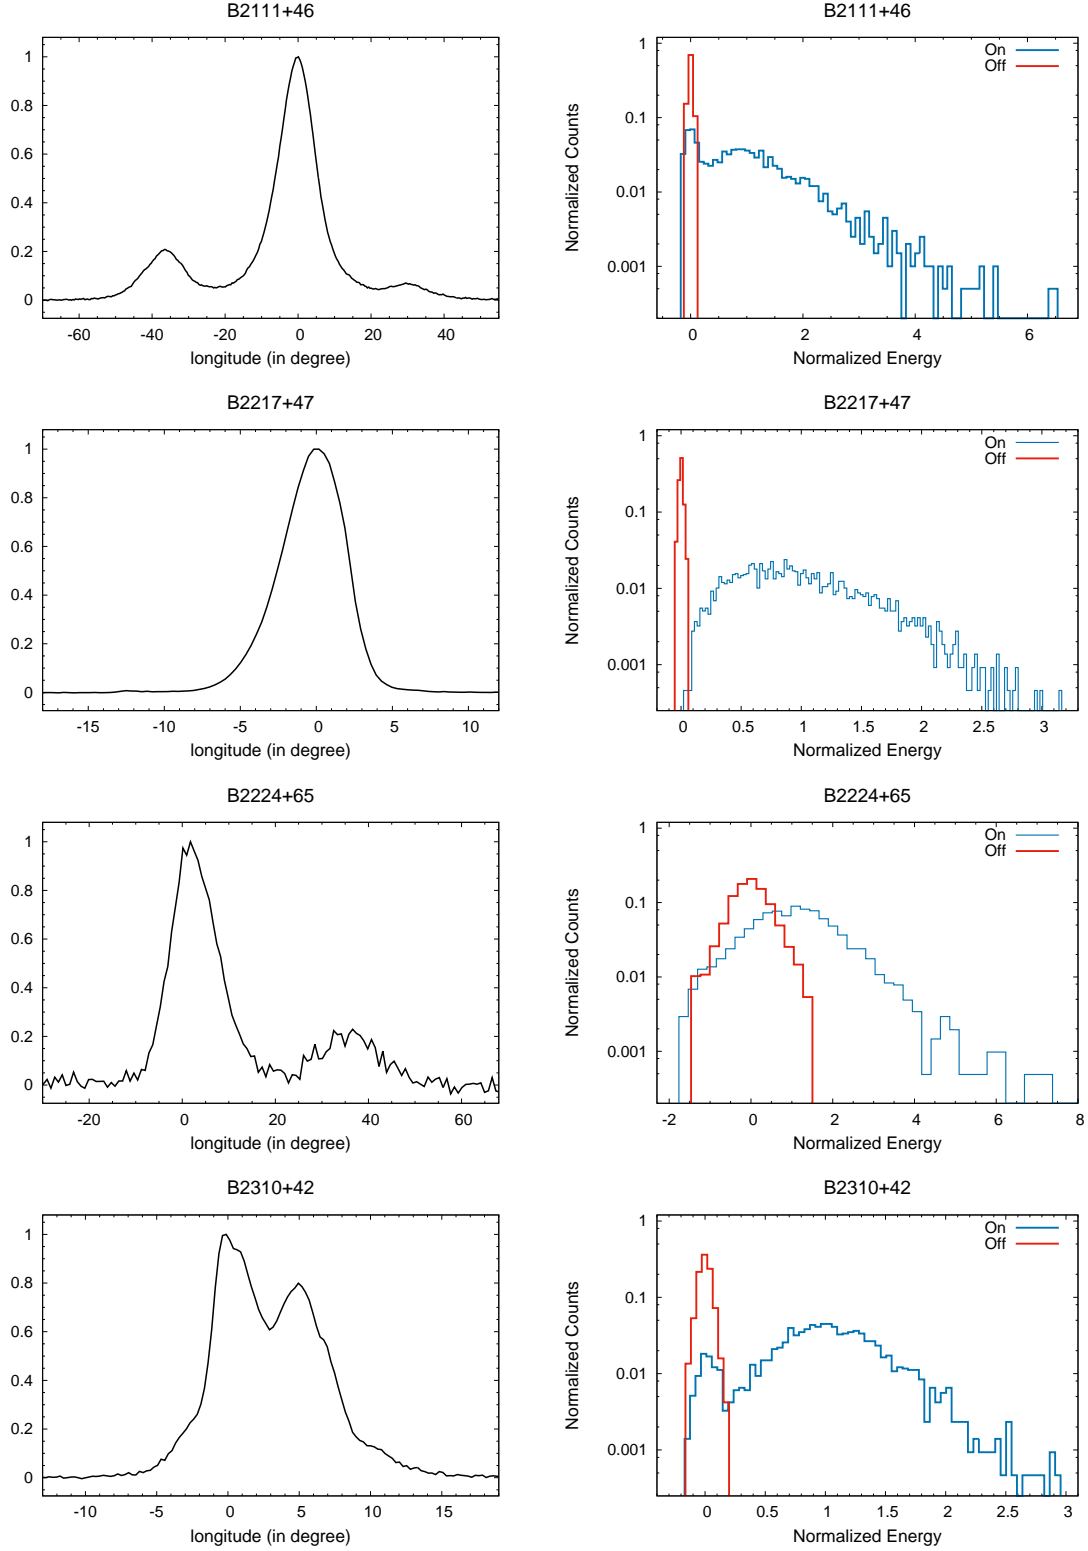 B2111+46
1
0.8
0.6
0.4
0.2
0
-60 -40 -20 0 20 40
longitude (in degree)
B2111+46
Normalized Counts
1
0.1
0.01
0.001
On
Off
0 2 4 6
Normalized Energy
B2217+47
1
0.8
0.6
0.4
0.2
0
-15 -10 -5 0 5 10
longitude (in degree)
B2217+47
Normalized Counts
1
0.1
0.01
0.001
On
Off
0 0.5 1 1.5 2 2.5 3
Normalized Energy
B2224+65
1
0.8
0.6
0.4
0.2
0
-20 0 20 40 60
longitude (in degree)
B2224+65
Normalized Counts
1
0.1
0.01
0.001
On
Off
-2 0 2 4 6 8
Normalized Energy
B2310+42
1
0.8
0.6
0.4
0.2
0
-10 -5 0 5 10 15
longitude (in degree)
B2310+42
Normalized Counts
1
0.1
0.01
0.001
On
Off
0 0.5 1 1.5 2 2.5 3
Normalized Energy